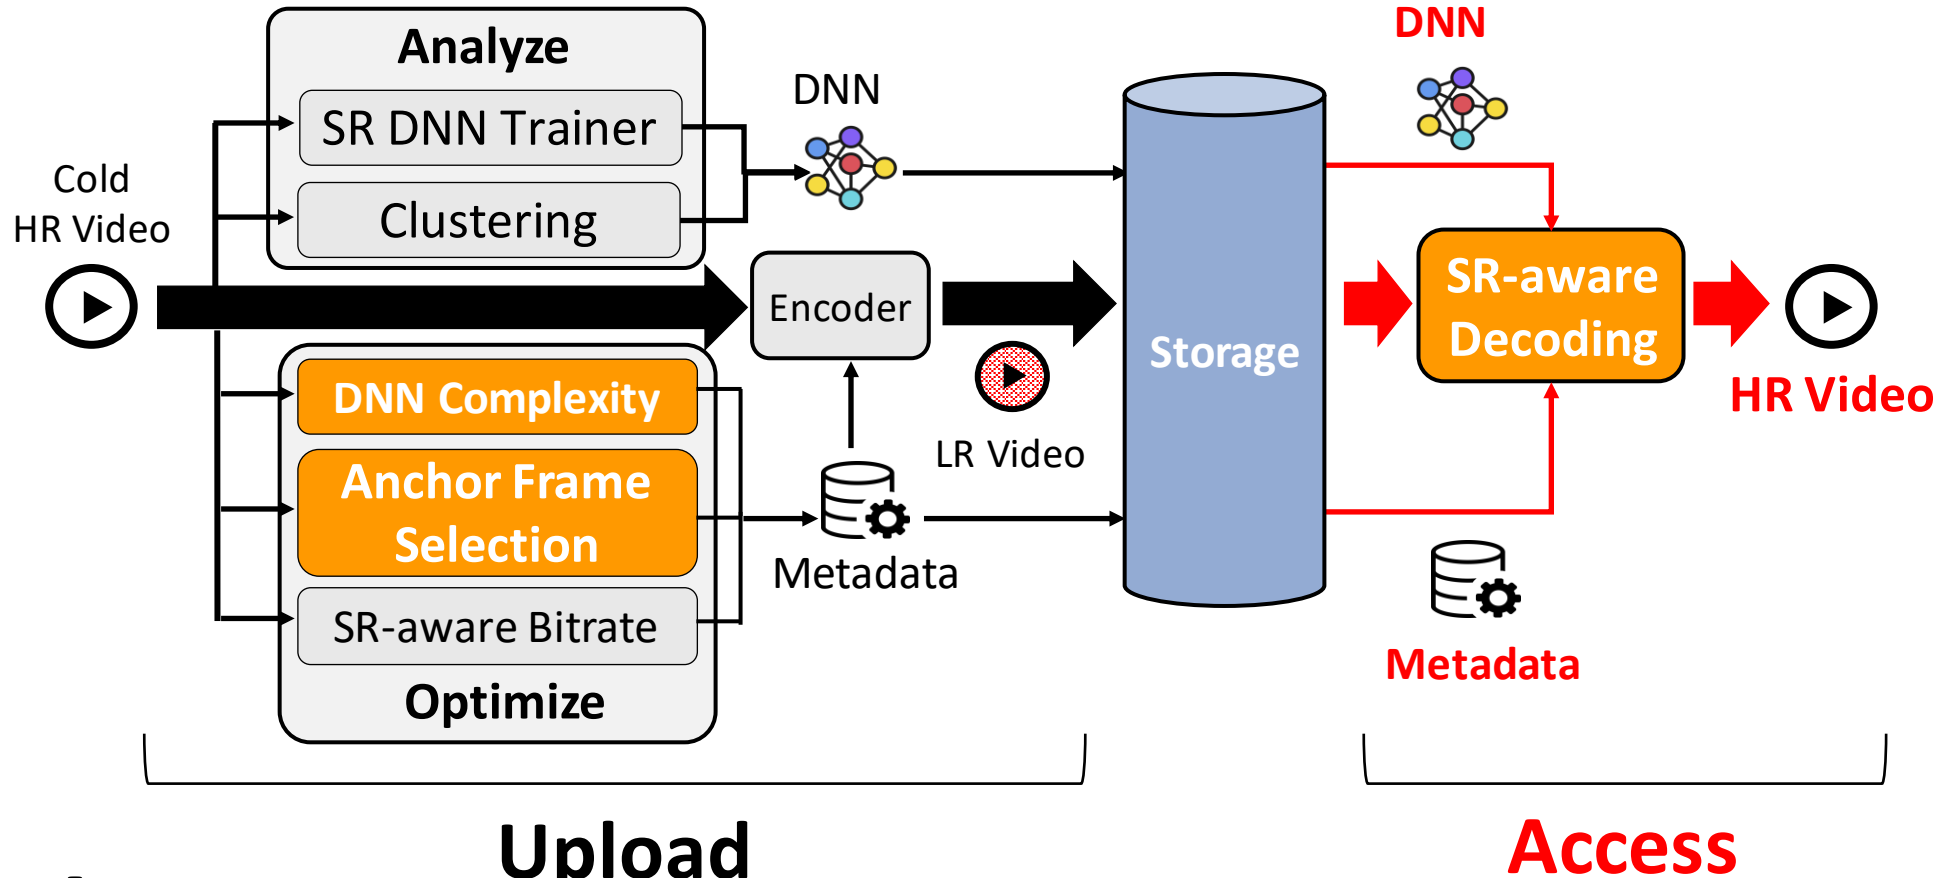 Analyze
SR DNN Trainer
Clustering
Cold
HR Video
DNN
Encoder
LR Video
DNN Complexity
Anchor Frame
Selection
SR-aware Bitrate
Optimize
Metadata
Storage
DNN
SR-aware
Decoding
HR Video
Metadata
Upload
Access